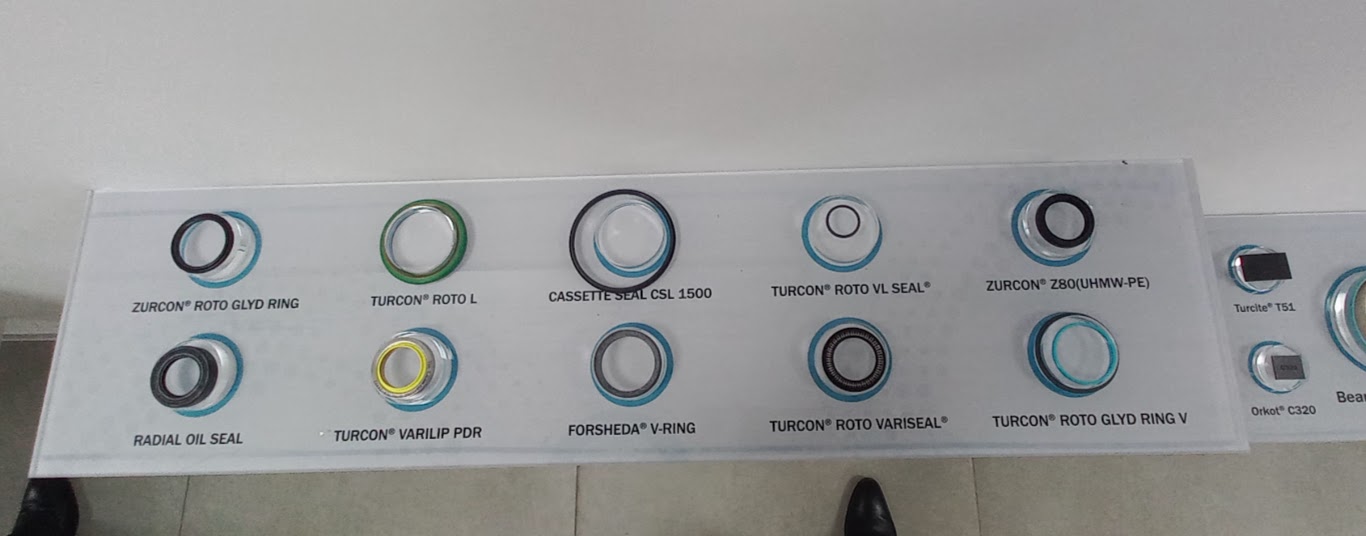 ZURCON® ROTO GLYD RING
TURCON® ROTO L
CASSETTE SEAL CSL 1500
TURCON® ROTO VL SEAL®
ZURCON® Z80(UHMW-PE)
RADIAL OIL SEAL
TURCON® VARILIP PDR
FORSHEDA® V-RING
TURCON® ROTO VARISEAL®
TURCON® ROTO GLYD RING V
Turcite® T51
Orkot® C320